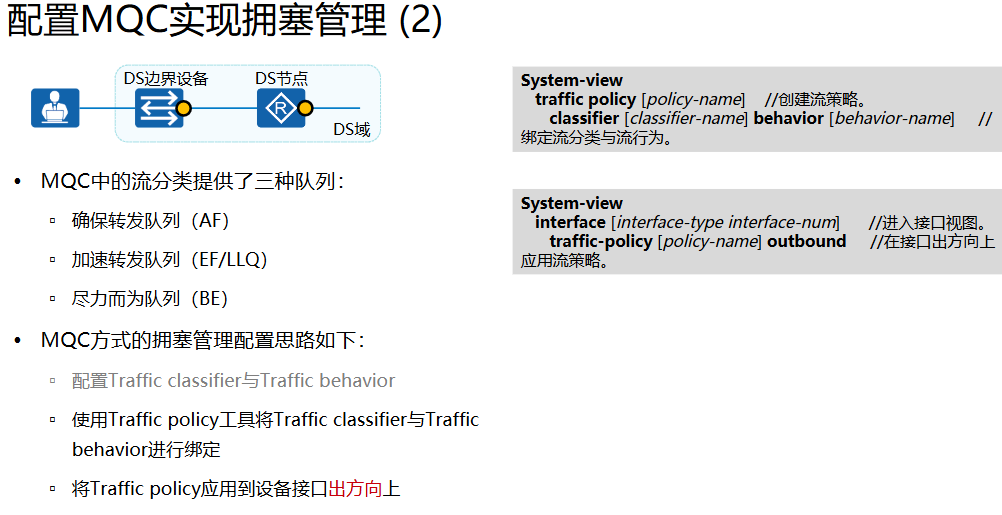 配置MQC实现拥塞管理 (2)
DS边界设备
DS节点
R
DS域
• MQC中的流分类提供了三种队列：
▫ 确保转发队列（AF）
▫ 加速转发队列（EF/LLQ）
▫ 尽力而为队列（BE）
• MQC方式的拥塞管理配置思路如下：
▫ 配置Traffic classifier与Traffic behavior
▫ 使用Traffic policy工具将Traffic classifier与Traffic
behavior进行绑定
▫ 将Traffic policy应用到设备接口出方向上
System-view
traffic policy [policy-name] //创建流策略。
classifier [classifier-name] behavior [behavior-name] //
绑定流分类与流行为。
System-view
interface [interface-type interface-num] //进入接口视图。
traffic-policy [policy-name] outbound //在接口出方向上
应用流策略。